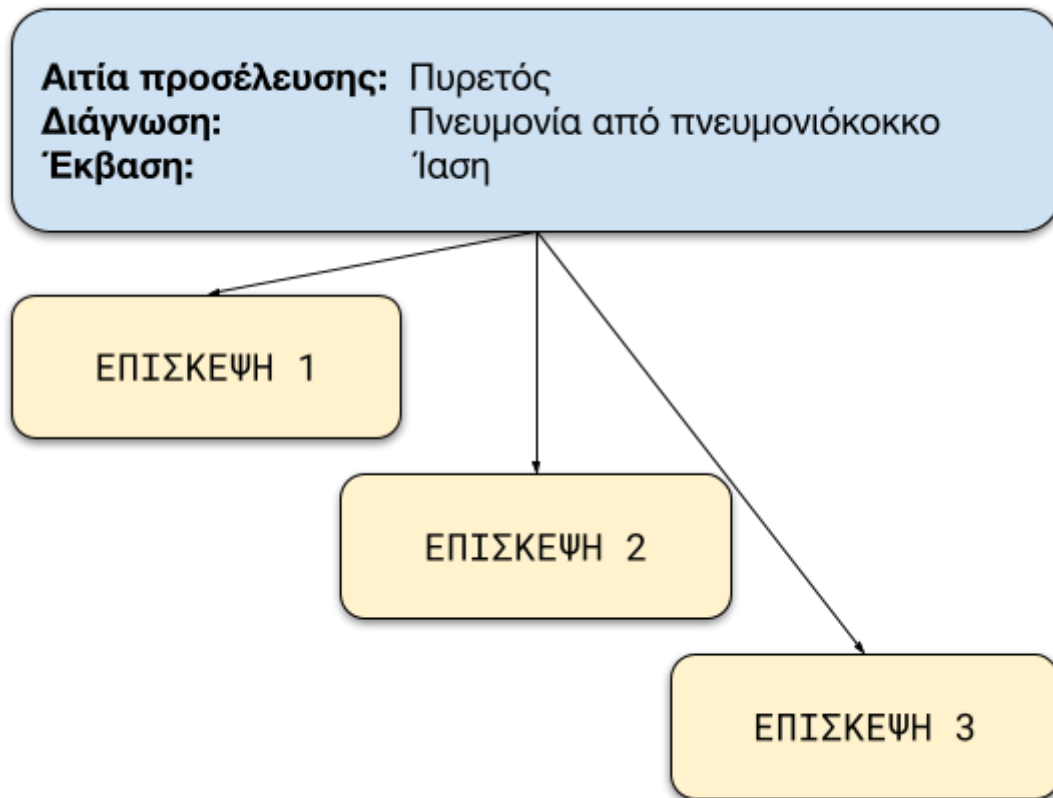 Αιτία προσέλευσης: Πυρετός
Διάγνωση: Πνευμονία από πνευμονιόκοκκο
Έκβαση: Ίαση
ΕΠΙΣΚΕΨΗ 1
ΕΠΙΣΚΕΨΗ 2
ΕΠΙΣΚΕΨΗ 3